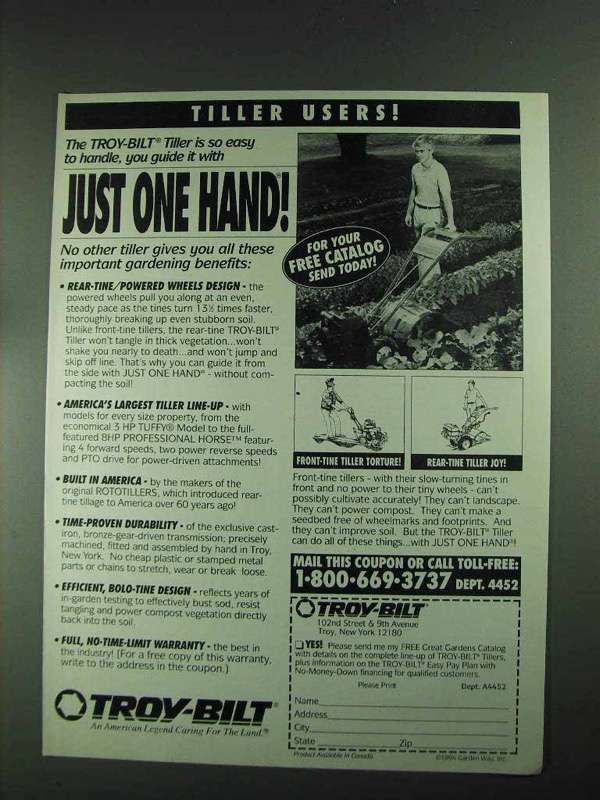 TILLER USERS!
The TROY-BILT® Tiller is so easy
to handle, you guide it with
JUST ONE HAND!®
No other tiller gives you all these
important gardening benefits:
• REAR-TINE/POWERED WHEELS DESIGN - the
powered wheels pull you along at an even,
steady pace as the tines turn 13½ times faster,
thoroughly breaking up even stubborn soil.
Unlike front-tine tillers, the rear-tine TROY-BILT®
Tiller won't tangle in thick vegetation...won't
shake you nearly to death...and won't jump and
skip off line. That's why you can guide it from
the side with JUST ONE HAND® - without com-
pacting the soil!
• AMERICA'S LARGEST TILLER LINE-UP - with
models for every size property, from the
economical 3 HP TUFFY® Model to the full-
featured 8HP PROFESSIONAL HORSE™ featur-
ing 4 forward speeds, two power reverse speeds
and PTO drive for power-driven attachments!
• BUILT IN AMERICA - by the makers of the
original ROTOTILLERS, which introduced rear-
tine tillage to America over 60 years ago!
• TIME-PROVEN DURABILITY - of the exclusive cast-
iron, bronze-gear-driven transmission; precisely
machined, fitted and assembled by hand in Troy,
New York. No cheap plastic or stamped metal
parts or chains to stretch, wear or break loose.
• EFFICIENT, BOLO-TINE DESIGN - reflects years of
in-garden testing to effectively bust sod, resist
tangling and power compost vegetation directly
back into the soil.
• FULL, NO-TIME-LIMIT WARRANTY - the best in
the industry! (For a free copy of this warranty,
write to the address in the coupon.)
TROY-BILT®
An American Legend Caring For The Land.®
FOR YOUR
FREE CATALOG
SEND TODAY!
FRONT-TINE TILLER TORTURE!
REAR-TINE TILLER JOY!
Front-tine tillers - with their slow-turning tines in
front and no power to their tiny wheels - can't
possibly cultivate accurately! They can't landscape.
They can't power compost. They can't make a
seedbed free of wheelmarks and footprints. And
they can't improve soil. But the TROY-BILT® Tiller
can do all of these things...with JUST ONE HAND®!
MAIL THIS COUPON OR CALL TOLL-FREE:
1-800-669-3737 DEPT. 4452
TROY-BILT®
102nd Street & 9th Avenue
Troy, New York 12180
❏ YES! Please send me my FREE Great Gardens Catalog
with details on the complete line-up of TROY-BILT® Tillers,
plus information on the TROY-BILT® Easy Pay Plan with
No-Money-Down financing for qualified customers.
Please Print Dept. A4452
Name
Address
City
State Zip
Product Available In Canada ©1994 Garden Way, Inc.